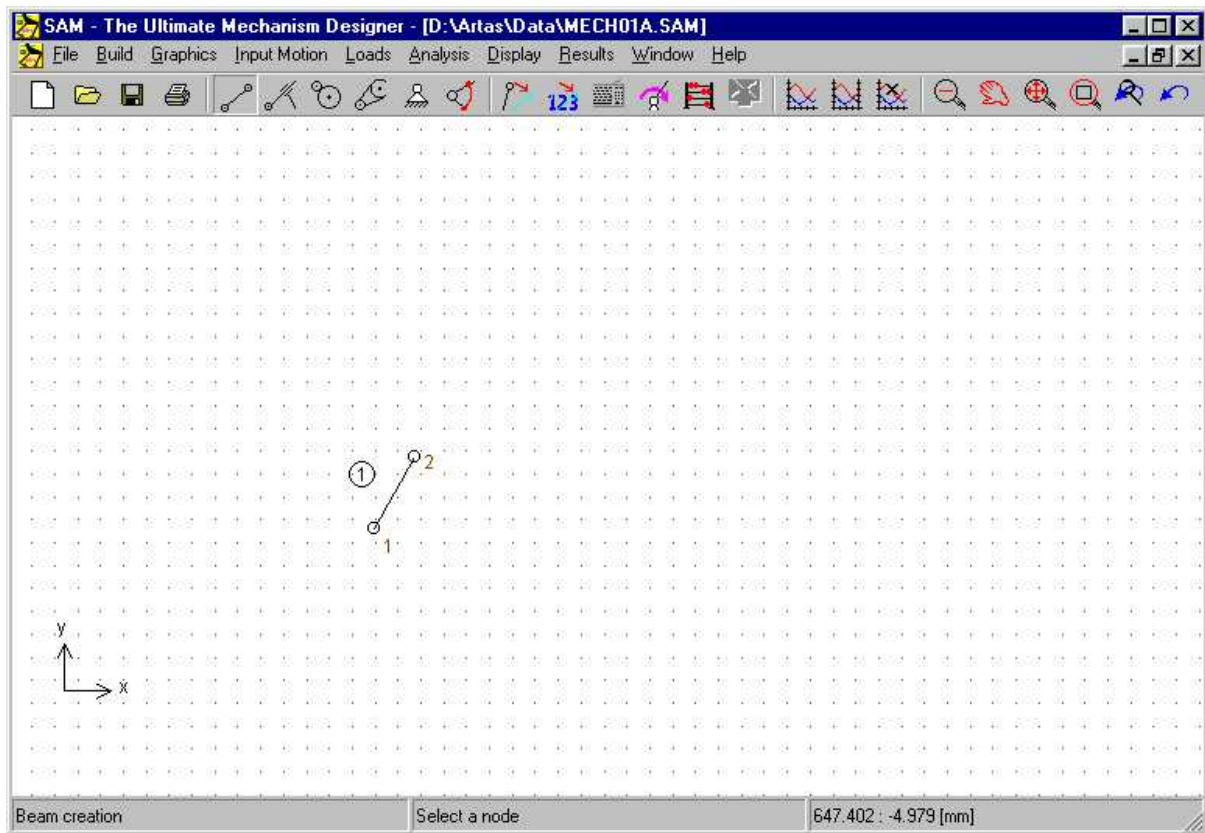 SAM - The Ultimate Mechanism Designer - [D:\Artas\Data\MECH01A.SAM]
File Build Graphics Input Motion Loads Analysis Display Results Window Help
123
1
2
1
y
x
Beam creation Select a node 647.402 : -4.979 [mm]